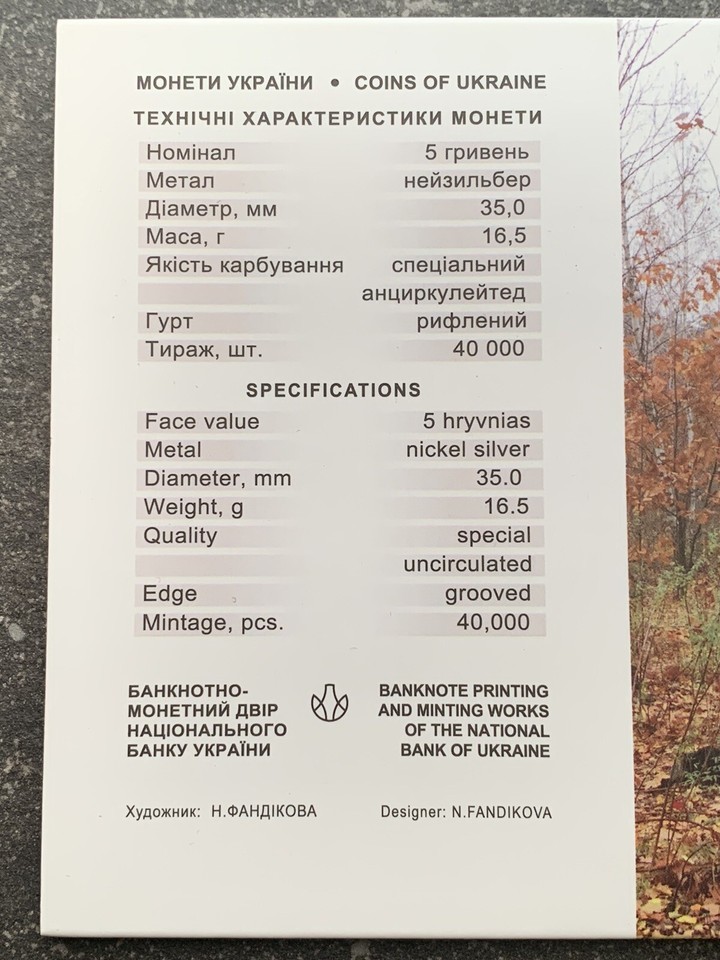 МОНЕТИ УКРАЇНИ • COINS OF UKRAINE
ТЕХНІЧНІ ХАРАКТЕРИСТИКИ МОНЕТИ
Номінал 5 гривень
Метал нейзильбер
Діаметр, мм 35,0
Маса, г 16,5
Якість карбування спеціальний
анциркулейтед
Гурт рифлений
Тираж, шт. 40 000
SPECIFICATIONS
Face value 5 hryvnias
Metal nickel silver
Diameter, mm 35.0
Weight, g 16.5
Quality special
uncirculated
Edge grooved
Mintage, pcs. 40,000
БАНКНОТНО-
МОНЕТНИЙ ДВІР
НАЦІОНАЛЬНОГО
БАНКУ УКРАЇНИ
BANKNOTE PRINTING
AND MINTING WORKS
OF THE NATIONAL
BANK OF UKRAINE
Художник: Н.ФАНДІКОВА
Designer: N.FANDIKOVA